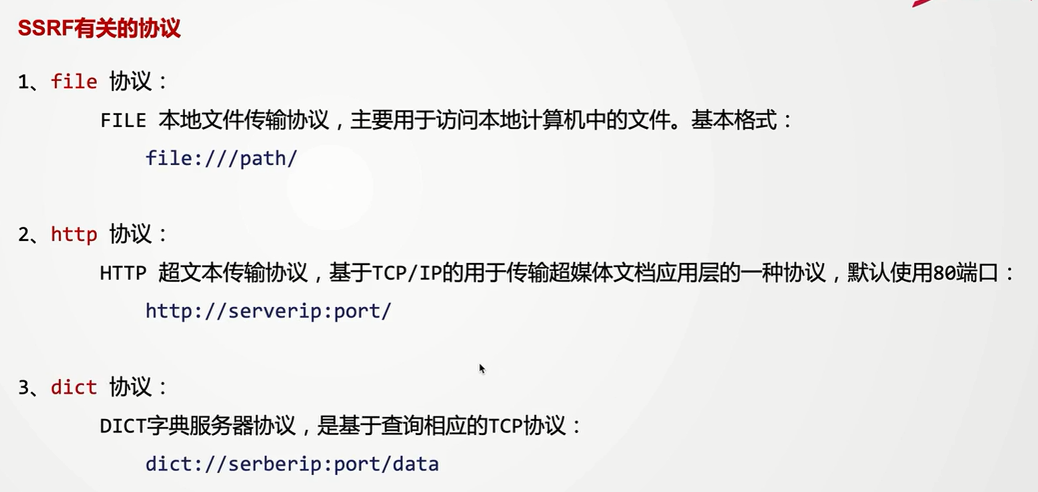 SSRF有关的协议
1、file 协议：
FILE 本地文件传输协议，主要用于访问本地计算机中的文件。基本格式：
file:///path/
2、http 协议：
HTTP 超文本传输协议，基于TCP/IP的用于传输超媒体文档应用层的一种协议，默认使用80端口：
http://serverip:port/
3、dict 协议：
DICT字典服务器协议，是基于查询相应的TCP协议：
dict://serberip:port/data